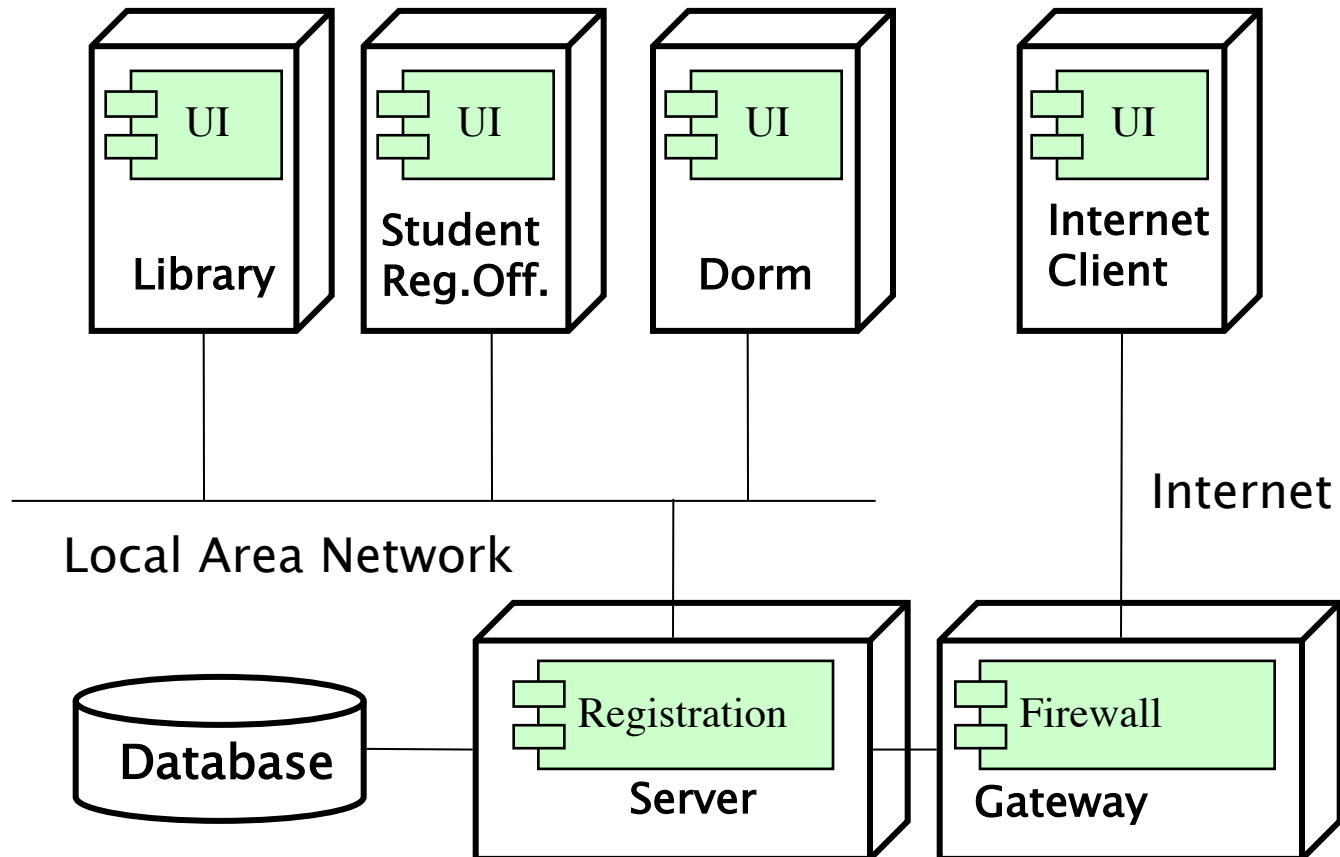 UI
Library
UI
Student
Reg.Off.
UI
Dorm
UI
Internet
Client
Internet
Local Area Network
Database
Registration
Server
Firewall
Gateway